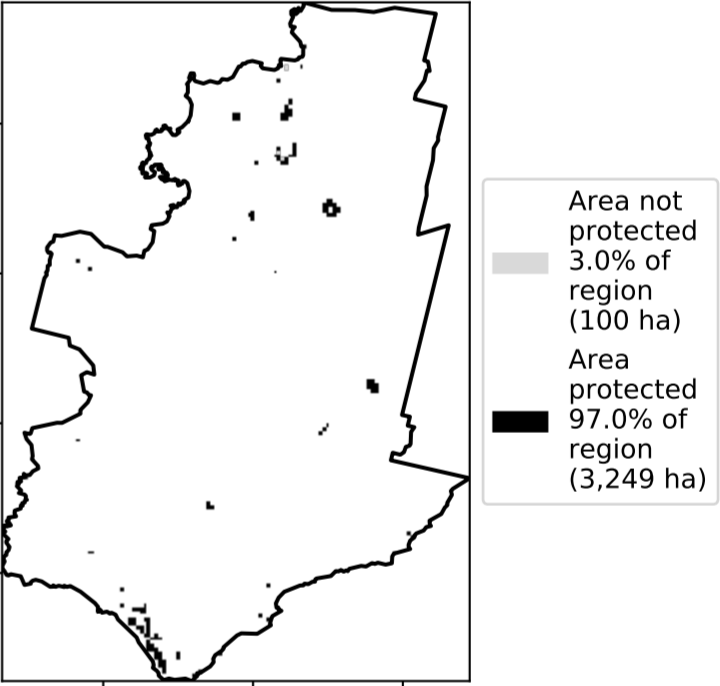 Area not
protected
3.0% of
region
(100 ha)
Area
protected
97.0% of
region
(3,249 ha)